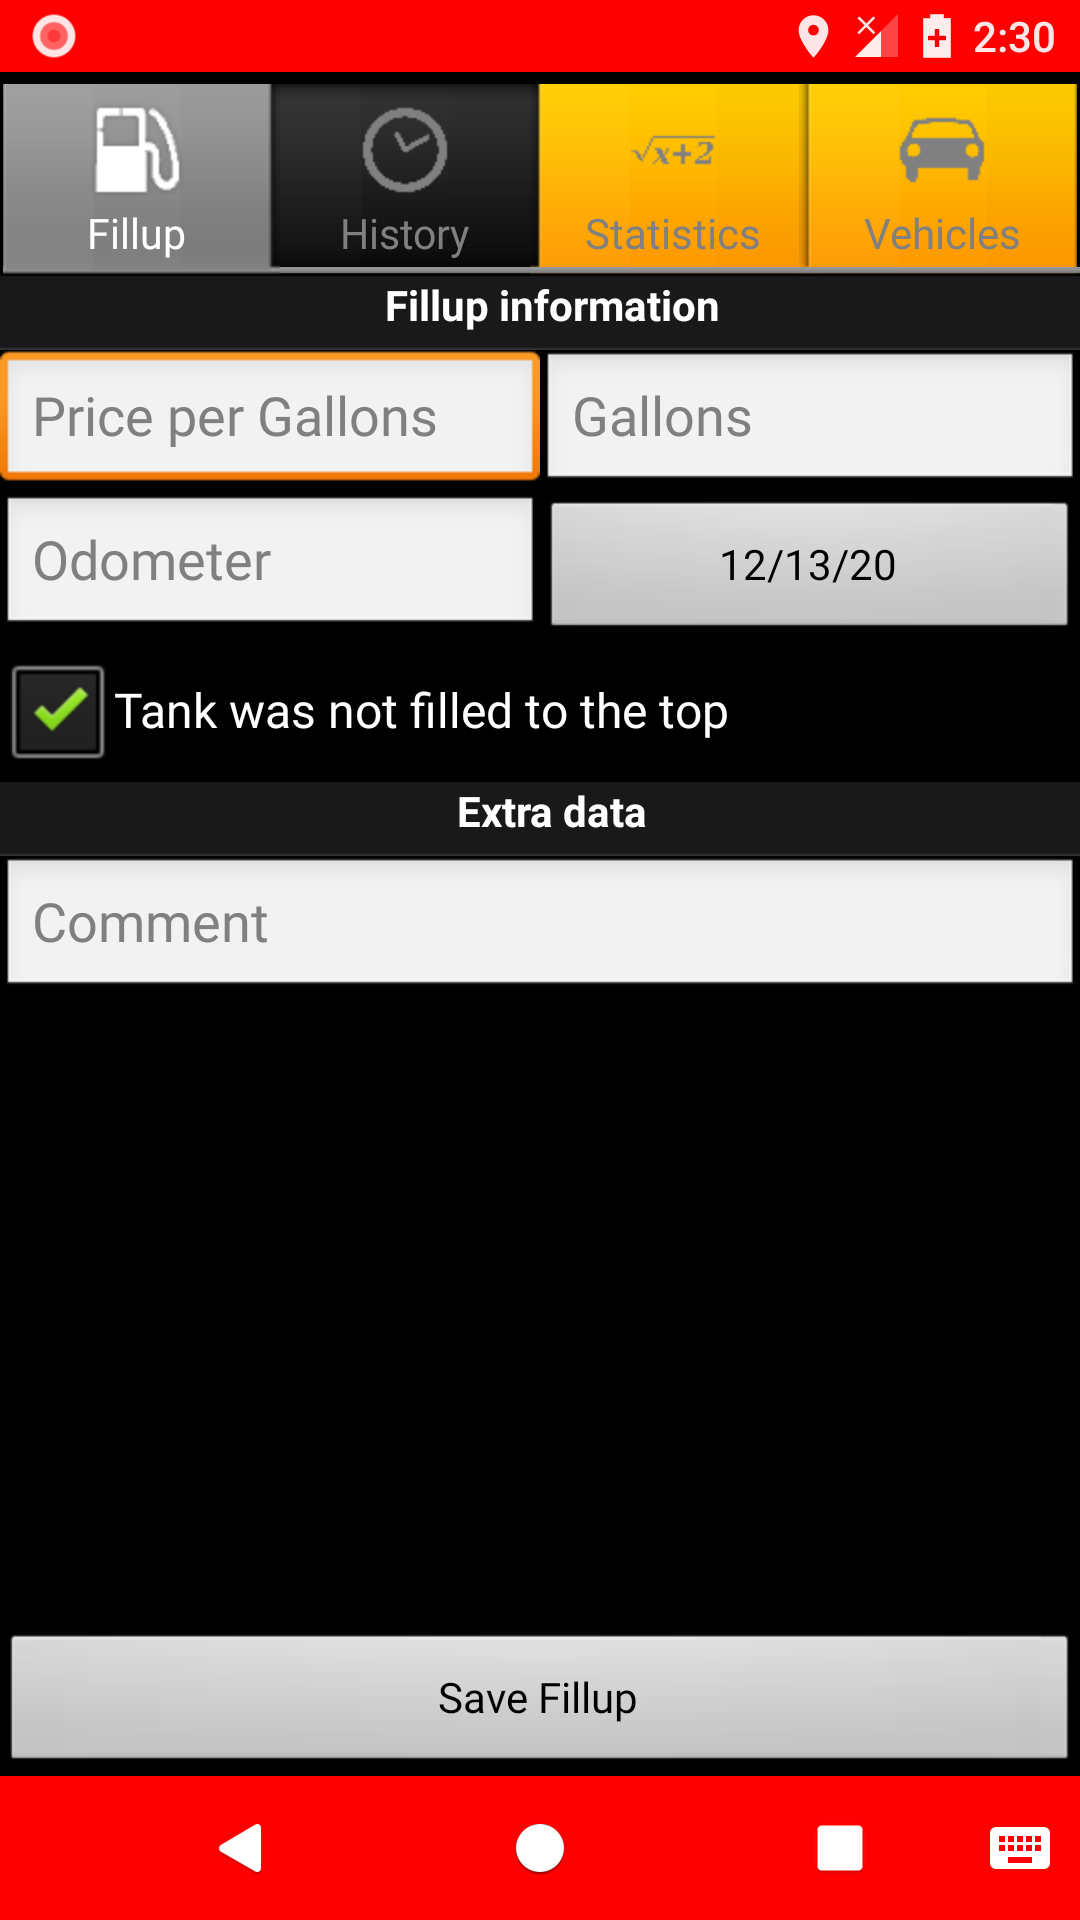 2:30
Fillup
History
√x+2
Statistics
Vehicles
Fillup information
Price per Gallons
Gallons
Odometer
12/13/20
Tank was not filled to the top
Extra data
Comment
Save Fillup